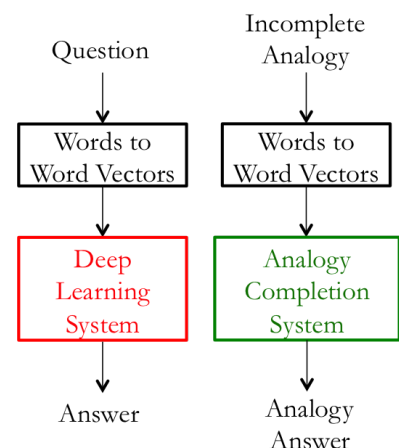 Question
Words to
Word Vectors
Deep
Learning
System
Answer
Incomplete
Analogy
Words to
Word Vectors
Analogy
Completion
System
Analogy
Answer